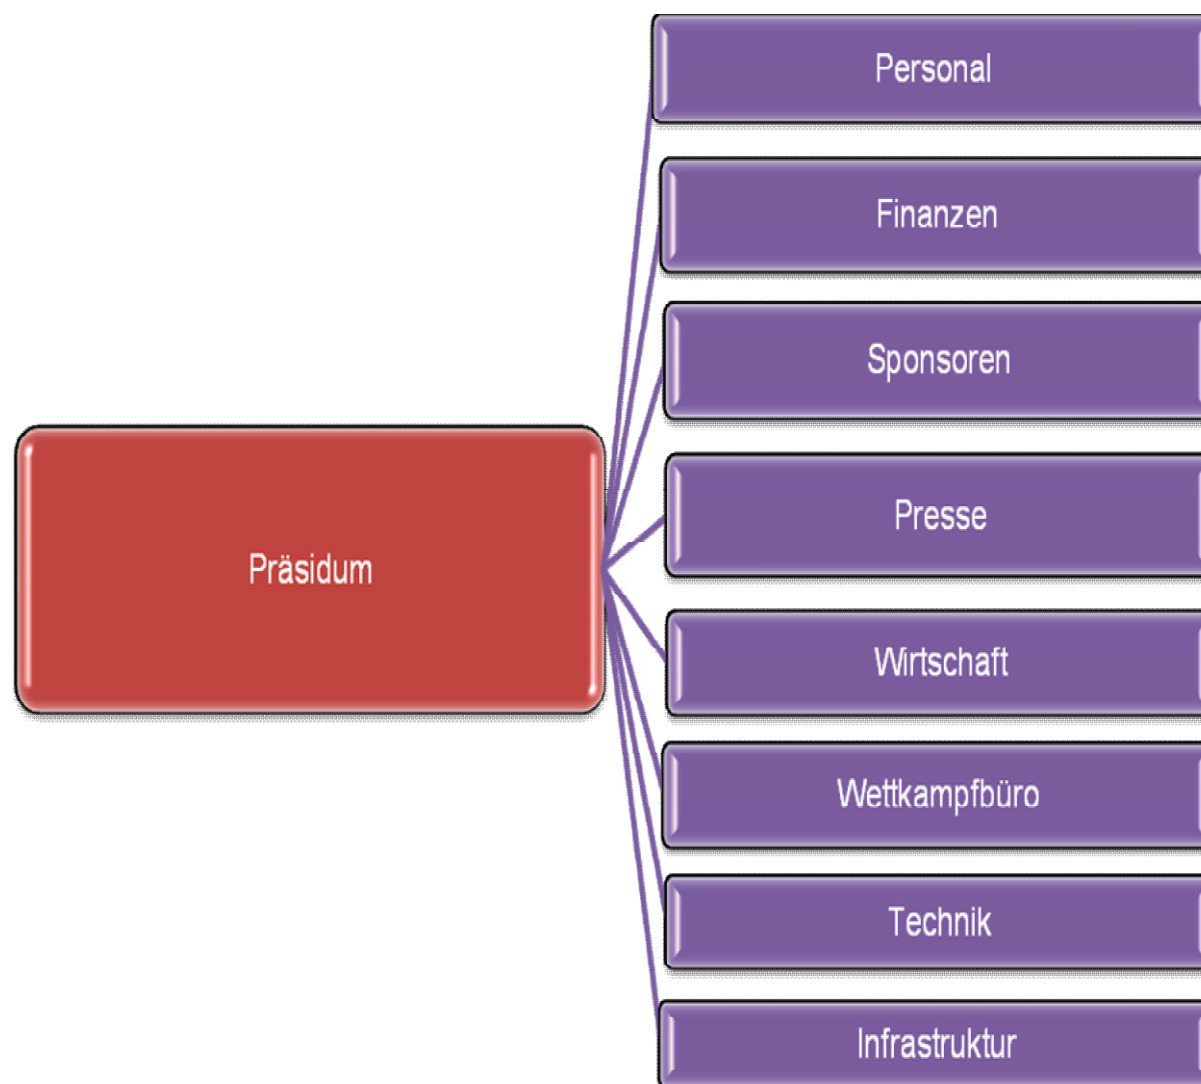 Personal
Finanzen
Sponsoren
Presse
Präsidum
Wirtschaft
Wettkampfbüro
Technik
Infrastruktur